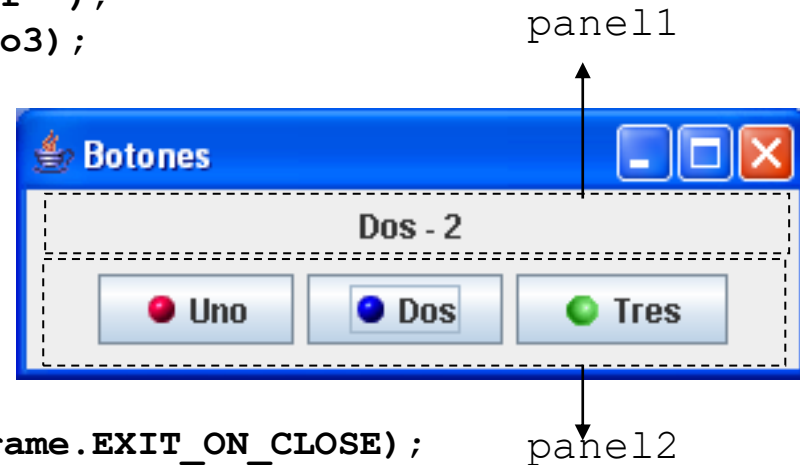 panel1
o3);
Botones
Dos - 2
Uno Dos Tres
rame.EXIT_ON_CLOSE);
panel2